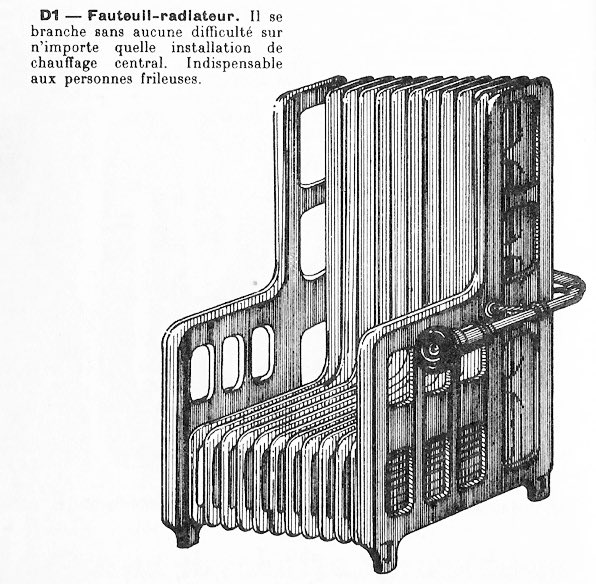 D1 — Fauteuil-radiateur. Il se
branche sans aucune difficulté sur
n'importe quelle installation de
chauffage central. Indispensable
aux personnes frileuses.